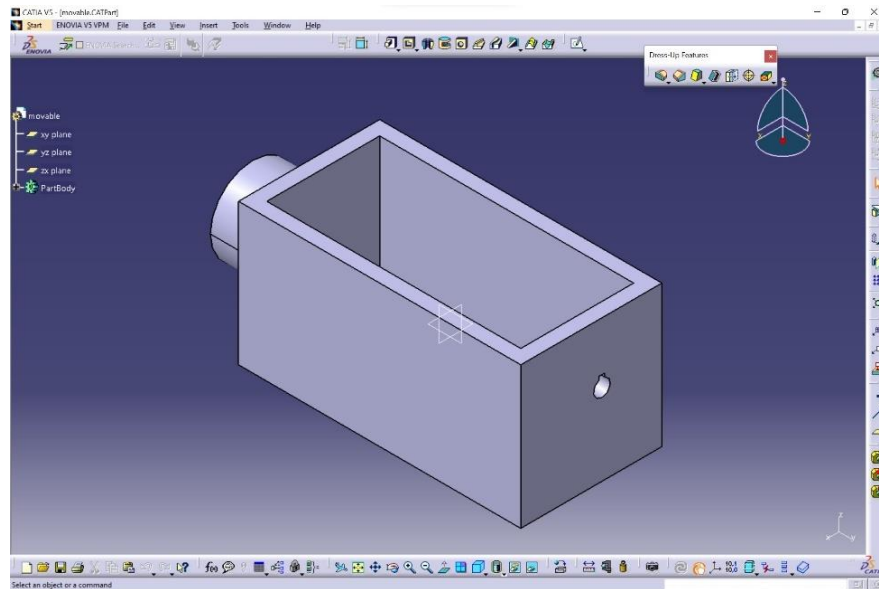 CATIA V5 - [movable.CATPart]
Start ENOVIA V5 VPM File Edit View Insert Tools Window Help
ENOVIA
Dress-Up Features
movable
xy plane
yz plane
zx plane
PartBody
z
Select an object or a command